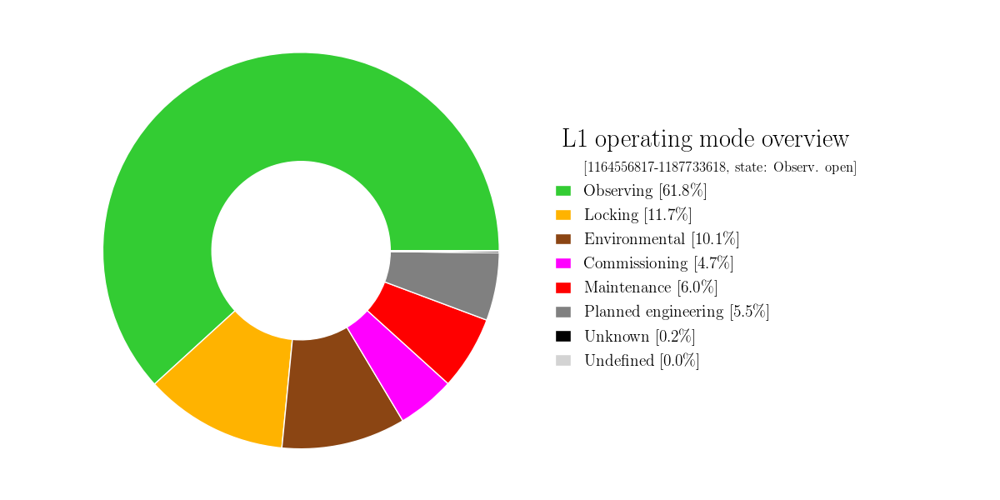 L1 operating mode overview
[1164556817-1187733618, state: Observ. open]
Observing [61.8%]
Locking [11.7%]
Environmental [10.1%]
Commissioning [4.7%]
Maintenance [6.0%]
Planned engineering [5.5%]
Unknown [0.2%]
Undefined [0.0%]